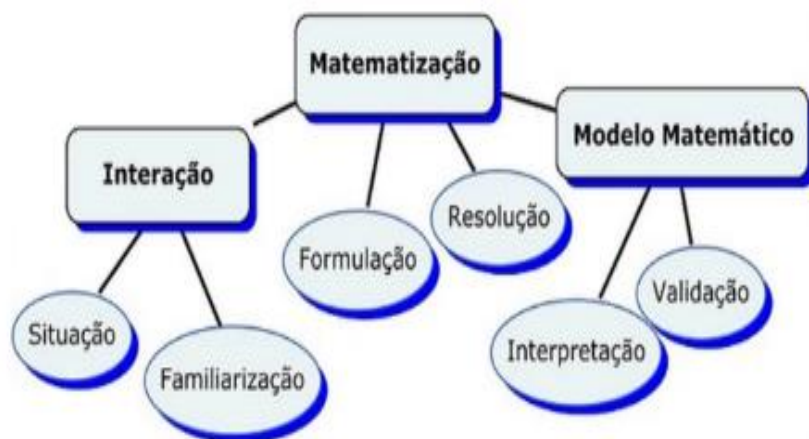 Matematização
Interação
Modelo Matemático
Situação
Familiarização
Formulação
Resolução
Interpretação
Validação